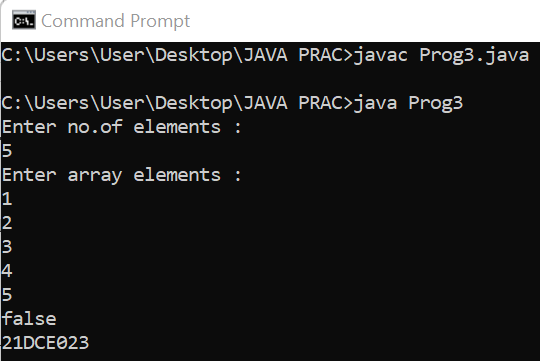 Command Prompt
C:\Users\User\Desktop\JAVA PRAC>javac Prog3.java
C:\Users\User\Desktop\JAVA PRAC>java Prog3
Enter no.of elements :
5
Enter array elements :
1
2
3
4
5
false
21DCE023